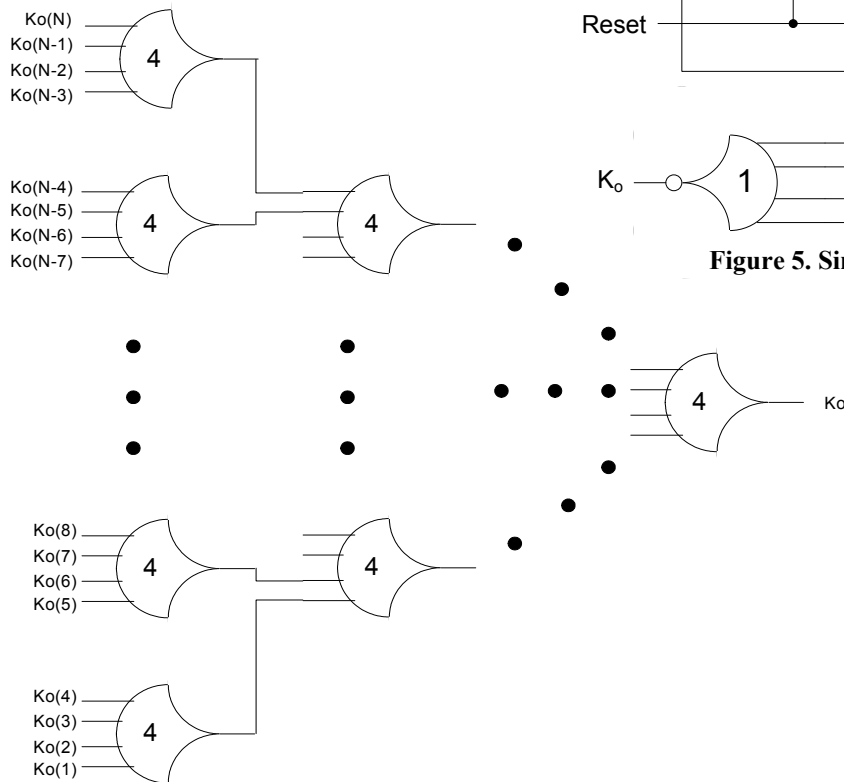 Ko(N)
Ko(N-1)
Ko(N-2)
Ko(N-3)
4
Ko(N-4)
Ko(N-5)
Ko(N-6)
Ko(N-7)
4
4
Ko(8)
Ko(7)
Ko(6)
Ko(5)
4
4
Ko(4)
Ko(3)
Ko(2)
Ko(1)
4
4
Ko
Reset
Ko
1
Figure 5. Sin